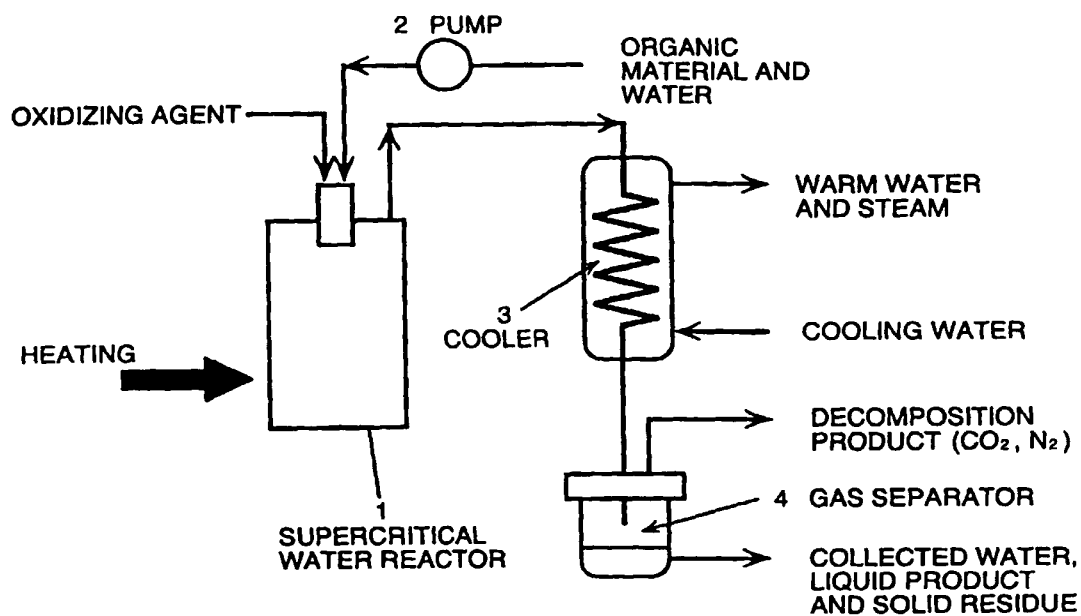 2 PUMP
ORGANIC
MATERIAL AND
WATER
OXIDIZING AGENT
WARM WATER
AND STEAM
3
COOLER
COOLING WATER
HEATING
DECOMPOSITION
PRODUCT (CO₂, N₂)
4 GAS SEPARATOR
1
SUPERCRITICAL
WATER REACTOR
COLLECTED WATER,
LIQUID PRODUCT
AND SOLID RESIDUE